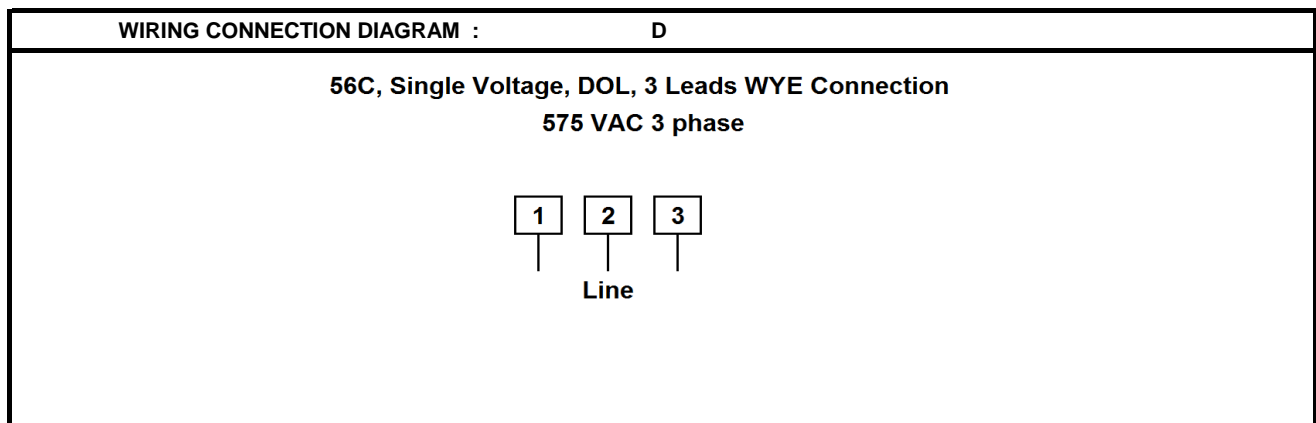 WIRING CONNECTION DIAGRAM : D
56C, Single Voltage, DOL, 3 Leads WYE Connection
575 VAC 3 phase
1 2 3
Line